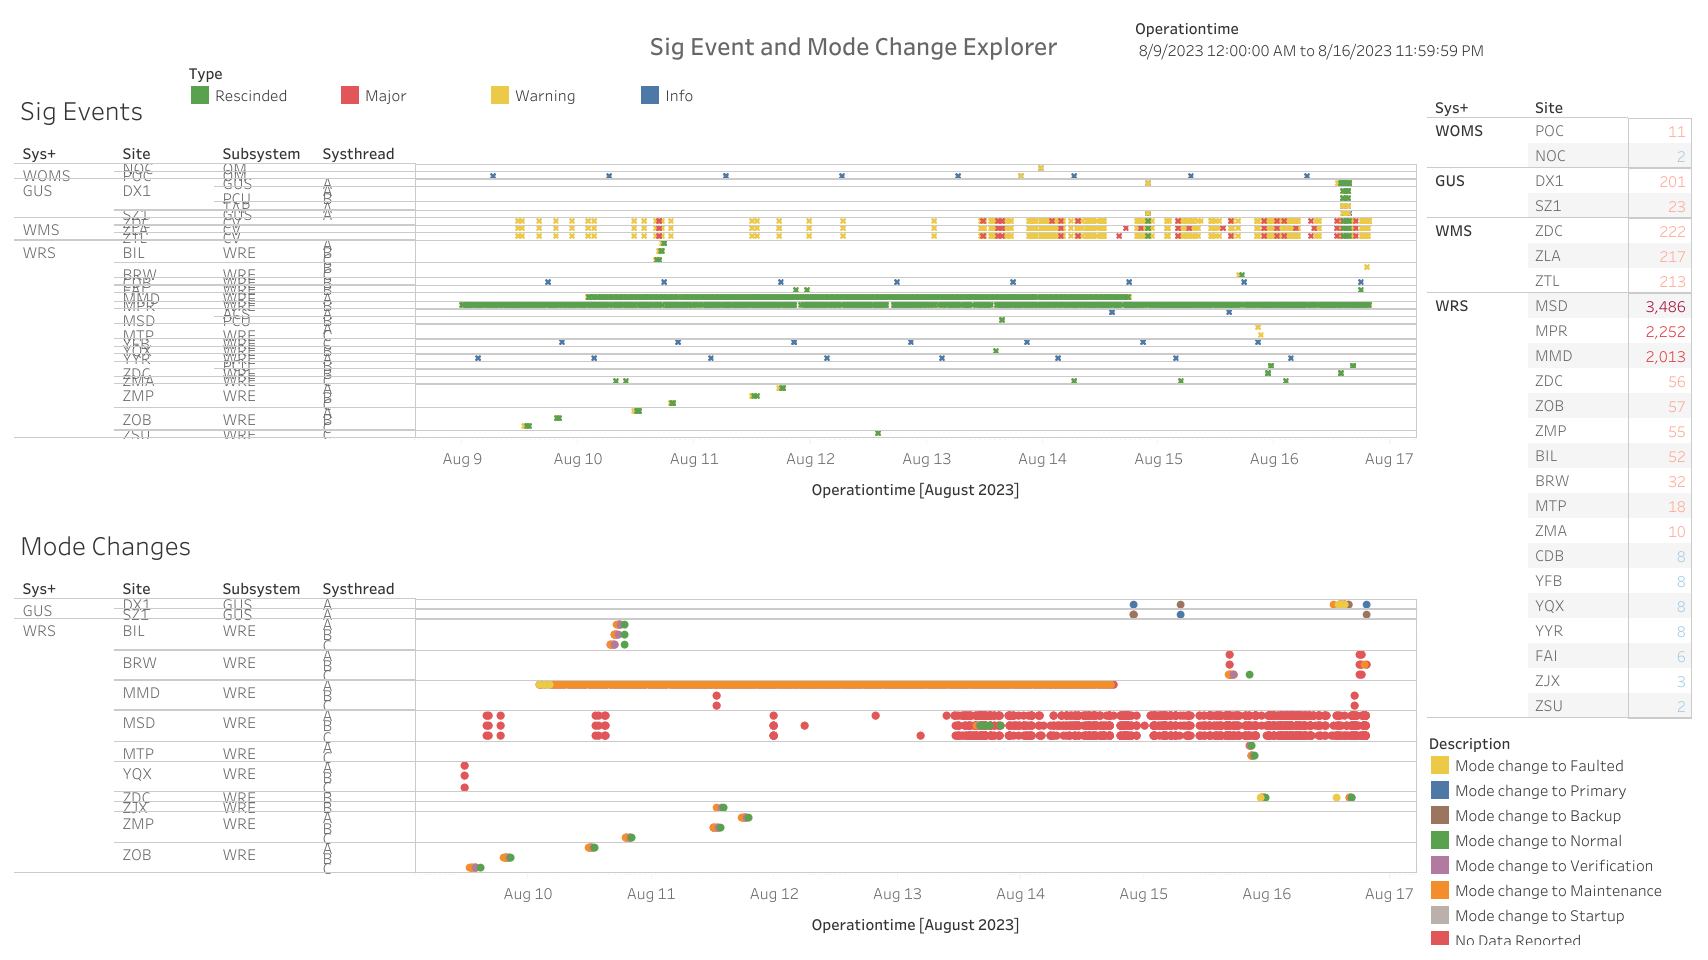 Sig Event and Mode Change Explorer
Operationtime
8/9/2023 12:00:00 AM to 8/16/2023 11:59:59 PM
Type
Rescinded Major Warning Info
Sig Events
Sys+ Site Subsystem Systhread
WOMS NOC OM
POC OM
GUS DX1 GUS A
PCU A
B
TAP A
SZ1 GUS A
WMS ZDC CV
ZLA CV
ZTL CV
WRS BIL WRE A
B
BRW WRE B
C
CDB WRE B
FAI WRE B
MMD WRE A
MPR WRE B
MSD ALS A
PCU B
MTP WRE A
C
YFB WRE C
YQX WRE B
YYR WRE A
ZDC PCU B
WRE B
ZMA WRE C
ZMP WRE A
B
C
ZOB WRE A
B
C
ZSU WRE C
Aug 9 Aug 10 Aug 11 Aug 12 Aug 13 Aug 14 Aug 15 Aug 16 Aug 17
Operationtime [August 2023]
Mode Changes
Sys+ Site Subsystem Systhread
GUS DX1 GUS A
SZ1 GUS A
WRS BIL WRE A
B
C
BRW WRE A
B
C
MMD WRE A
B
C
MSD WRE A
B
C
MTP WRE A
C
YQX WRE A
B
C
ZDC WRE B
ZJX WRE B
ZMP WRE A
B
C
ZOB WRE A
B
C
Aug 10 Aug 11 Aug 12 Aug 13 Aug 14 Aug 15 Aug 16 Aug 17
Operationtime [August 2023]
Sys+ Site
WOMS POC 11
NOC 2
GUS DX1 201
SZ1 23
WMS ZDC 222
ZLA 217
ZTL 213
WRS MSD 3,486
MPR 2,252
MMD 2,013
ZDC 56
ZOB 57
ZMP 55
BIL 52
BRW 32
MTP 18
ZMA 10
CDB 8
YFB 8
YQX 8
YYR 8
FAI 6
ZJX 3
ZSU 2
Description
Mode change to Faulted
Mode change to Primary
Mode change to Backup
Mode change to Normal
Mode change to Verification
Mode change to Maintenance
Mode change to Startup
No Data Reported